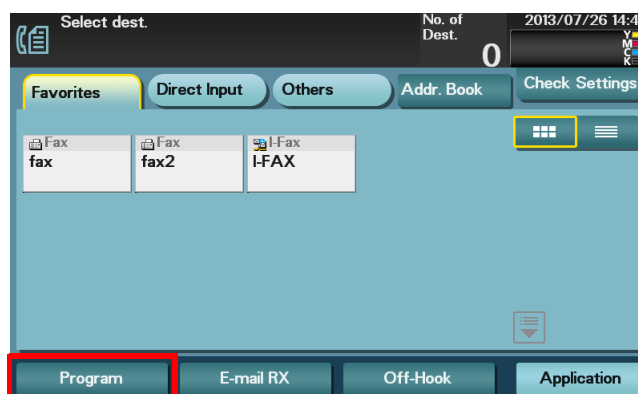 Select dest.
No. of
Dest.
0
2013/07/26 14:4
Y
M
C
K
Favorites
Direct Input
Others
Addr. Book
Check Settings
Fax
fax
Fax
fax2
I-Fax
I-FAX
Program
E-mail RX
Off-Hook
Application